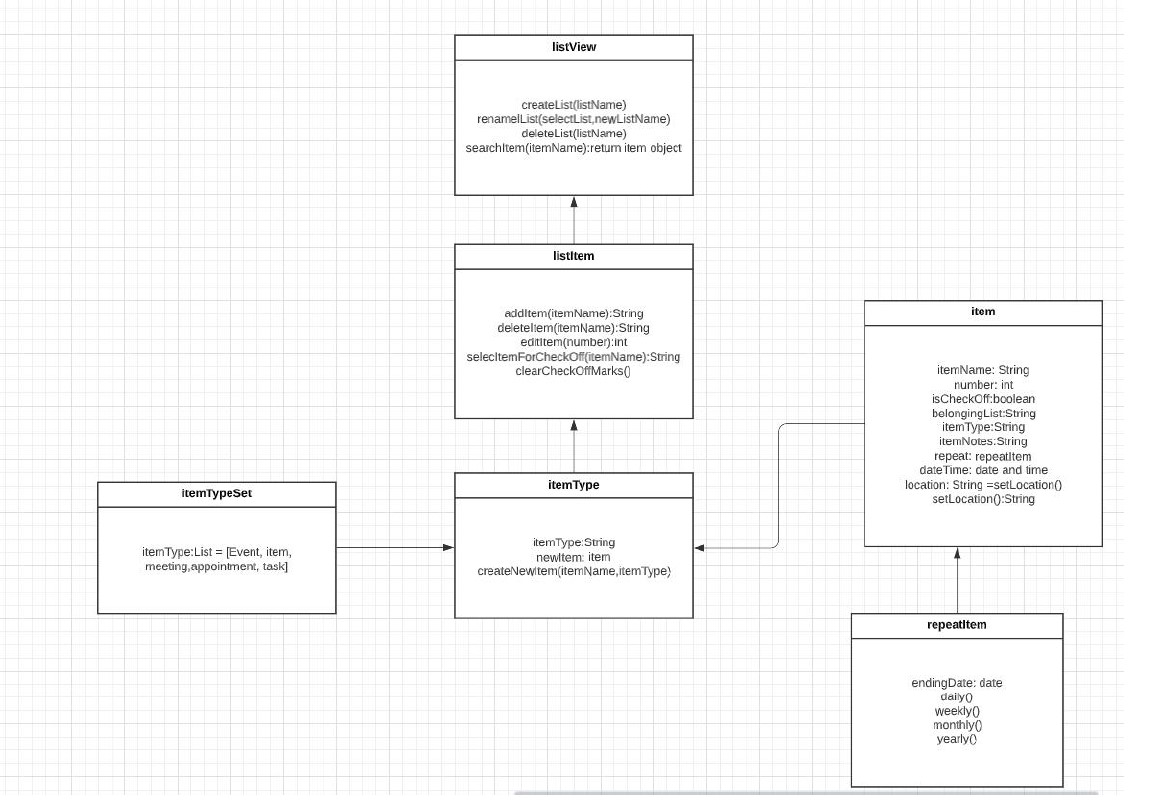 listView
createList(listName)
renamelList(selectList,newListName)
deleteList(listName)
searchItem(itemName):return item object
listItem
addItem(itemName):String
deleteItem(itemName):String
editItem(number):int
selectItemForCheckOff(itemName):String
clearCheckOffMarks()
item
itemName: String
number: int
isCheckOff:boolean
belongingList:String
itemType:String
itemNotes:String
repeat: repeatItem
dateTime: date and time
location: String =setLocation()
setLocation():String
itemTypeSet
itemType:List = [Event, item,
meeting,appointment, task]
itemType
itemType:String
newItem: item
createNewItem(itemName,itemType)
repeatItem
endingDate: date
daily()
weekly()
monthly()
yearly()